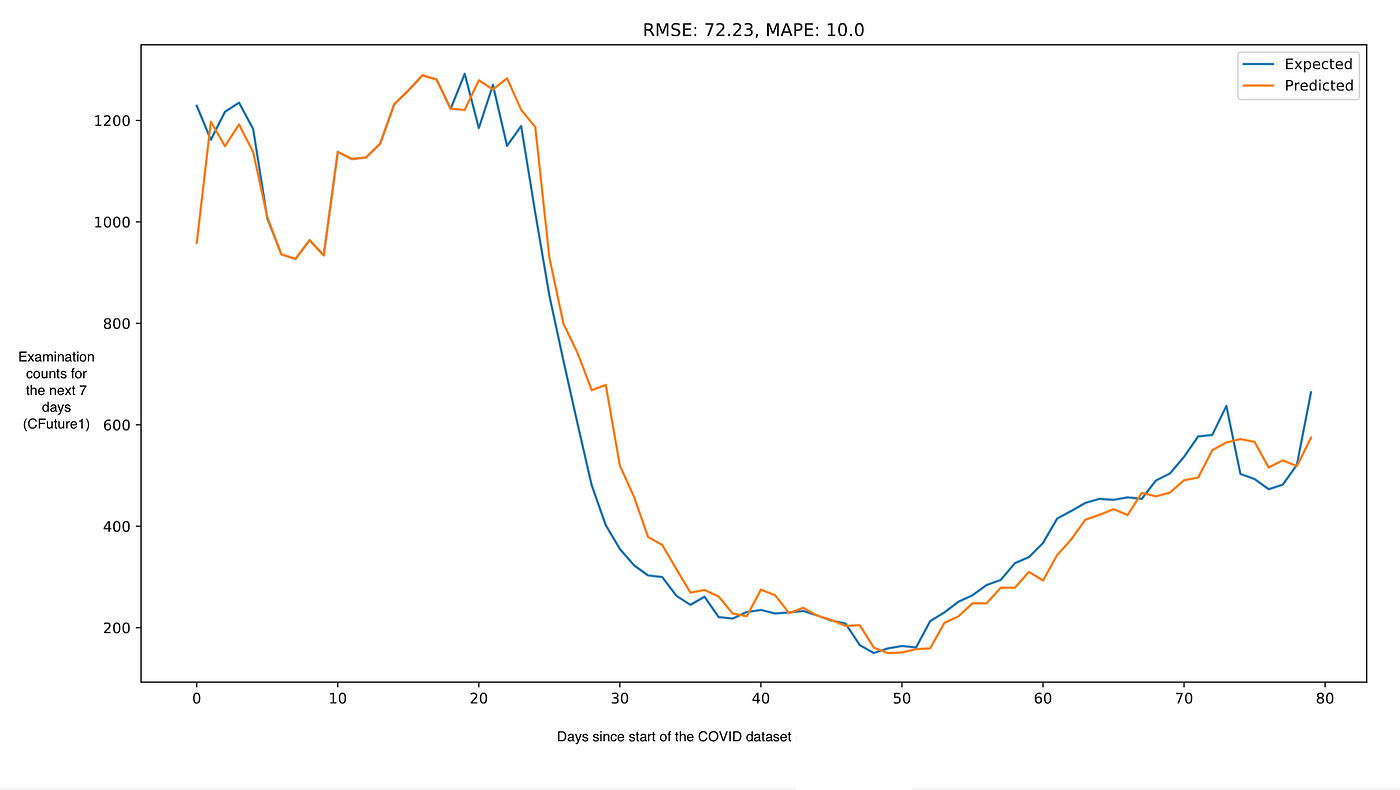 RMSE: 72.23, MAPE: 10.0
Expected
Predicted
1200
1000
800
600
400
200
Examination
counts for
the next 7
days
(CFuture1)
0 10 20 30 40 50 60 70 80
Days since start of the COVID dataset